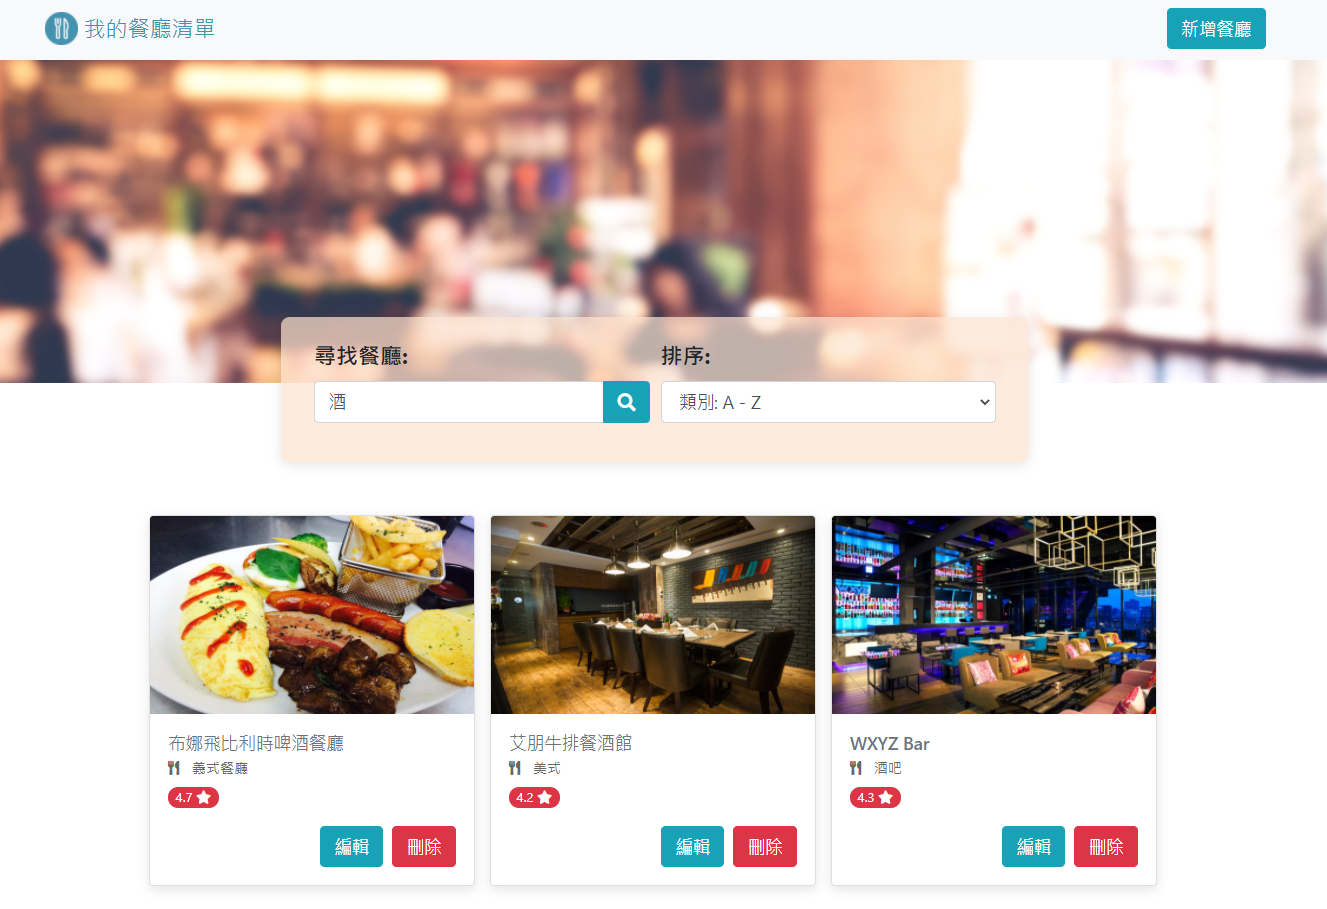 我的餐廳清單
新增餐廳
尋找餐廳:
排序:
酒
類別: A - Z
布娜飛比利時啤酒餐廳
義式餐廳
4.7
編輯
刪除
艾朋牛排餐酒館
美式
4.2
編輯
刪除
WXYZ Bar
酒吧
4.3
編輯
刪除